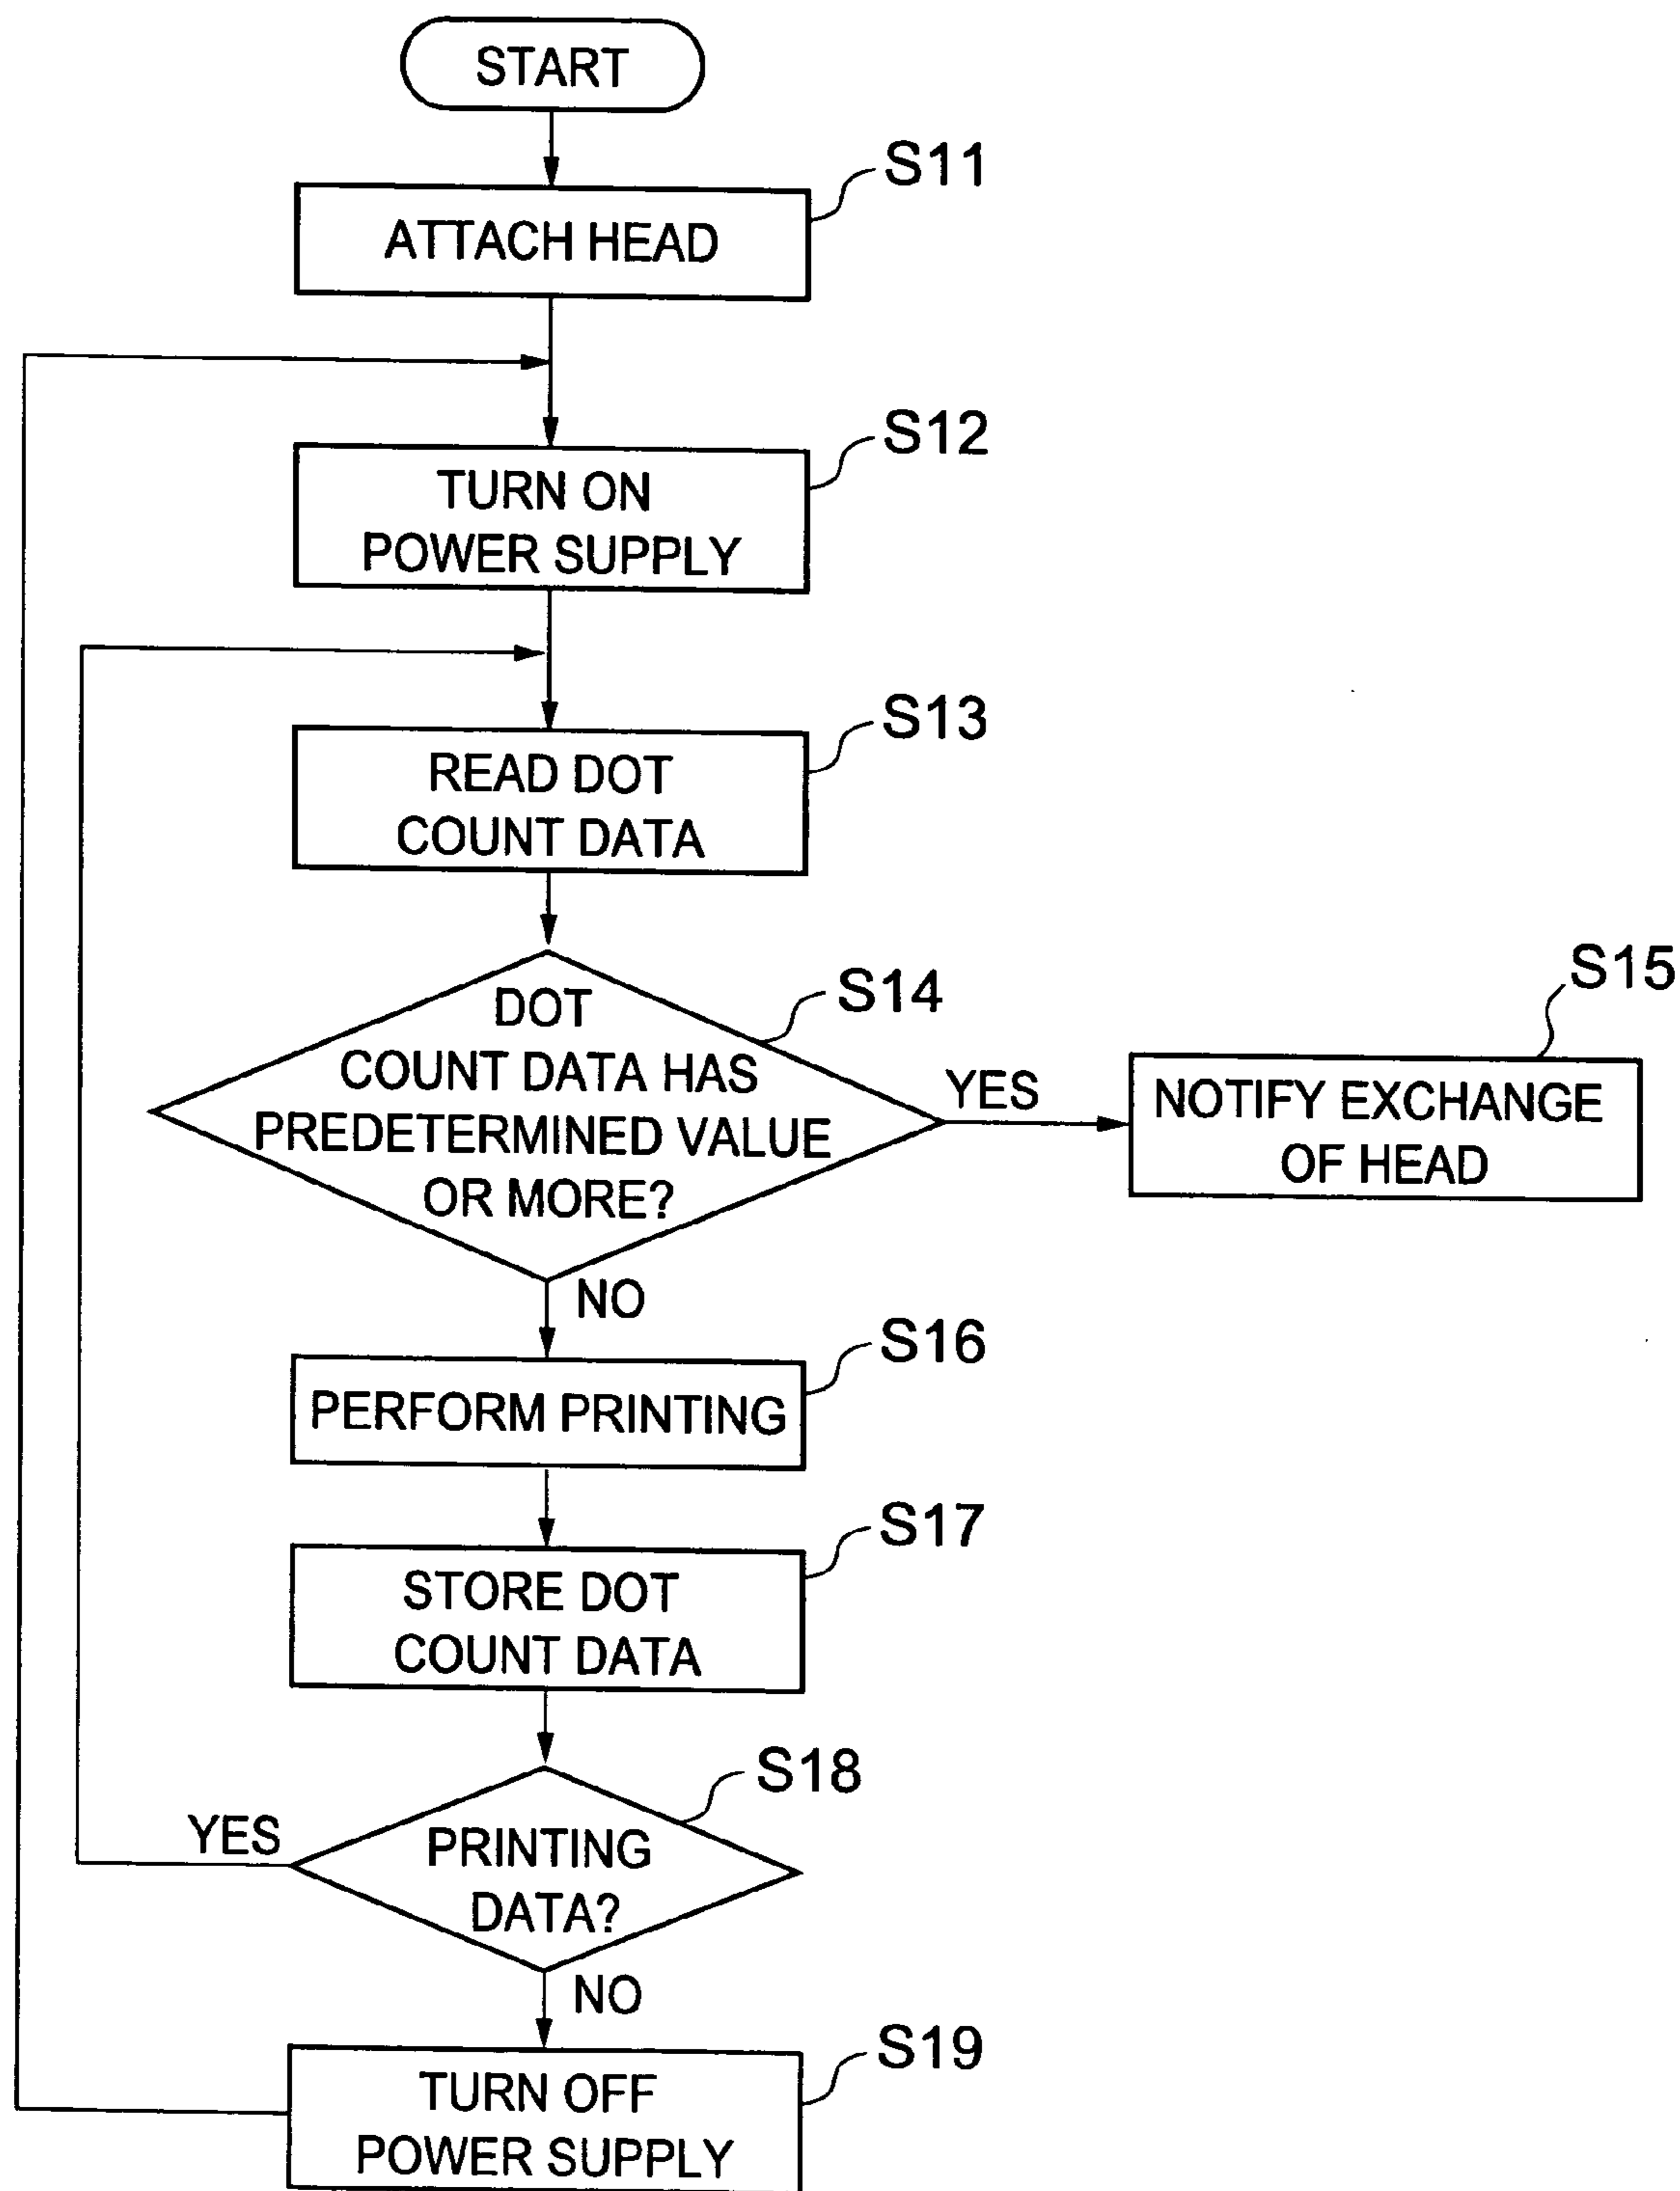 START
S11
ATTACH HEAD
S12
TURN ON
POWER SUPPLY
S13
READ DOT
COUNT DATA
S14
DOT
COUNT DATA HAS
PREDETERMINED VALUE
OR MORE?
YES
S15
NOTIFY EXCHANGE
OF HEAD
NO
S16
PERFORM PRINTING
S17
STORE DOT
COUNT DATA
S18
YES
PRINTING
DATA?
NO
S19
TURN OFF
POWER SUPPLY